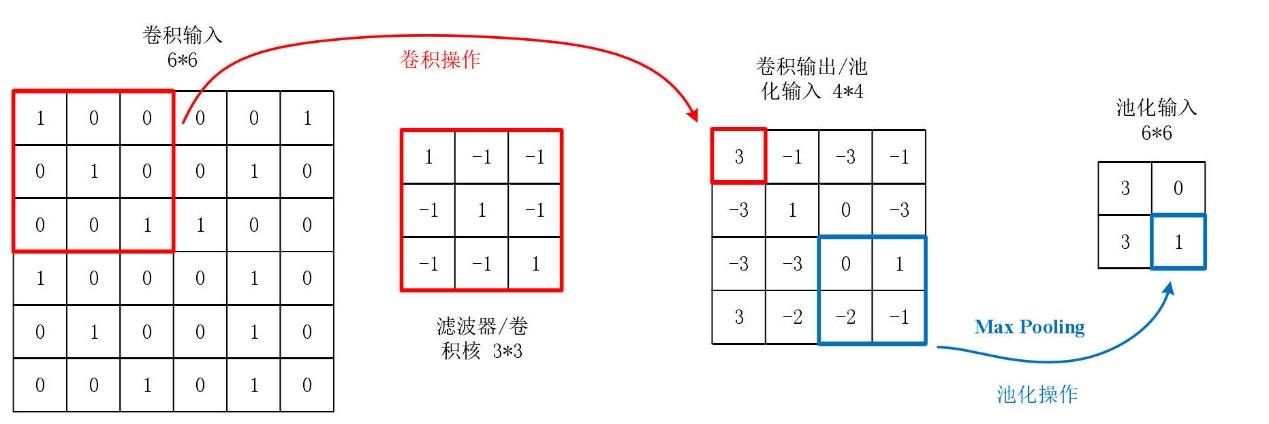 卷积输入
6*6
卷积操作
卷积输出/池
化输入 4*4
池化输入
6*6
1 0 0 0 0 1
0 1 0 0 1 0
0 0 1 1 0 0
1 0 0 0 1 0
0 1 0 0 1 0
0 0 1 0 1 0
1 -1 -1
-1 1 -1
-1 -1 1
滤波器/卷
积核 3*3
3 -1 -3 -1
-3 1 0 -3
-3 -3 0 1
3 -2 -2 -1
3 0
3 1
Max Pooling
池化操作